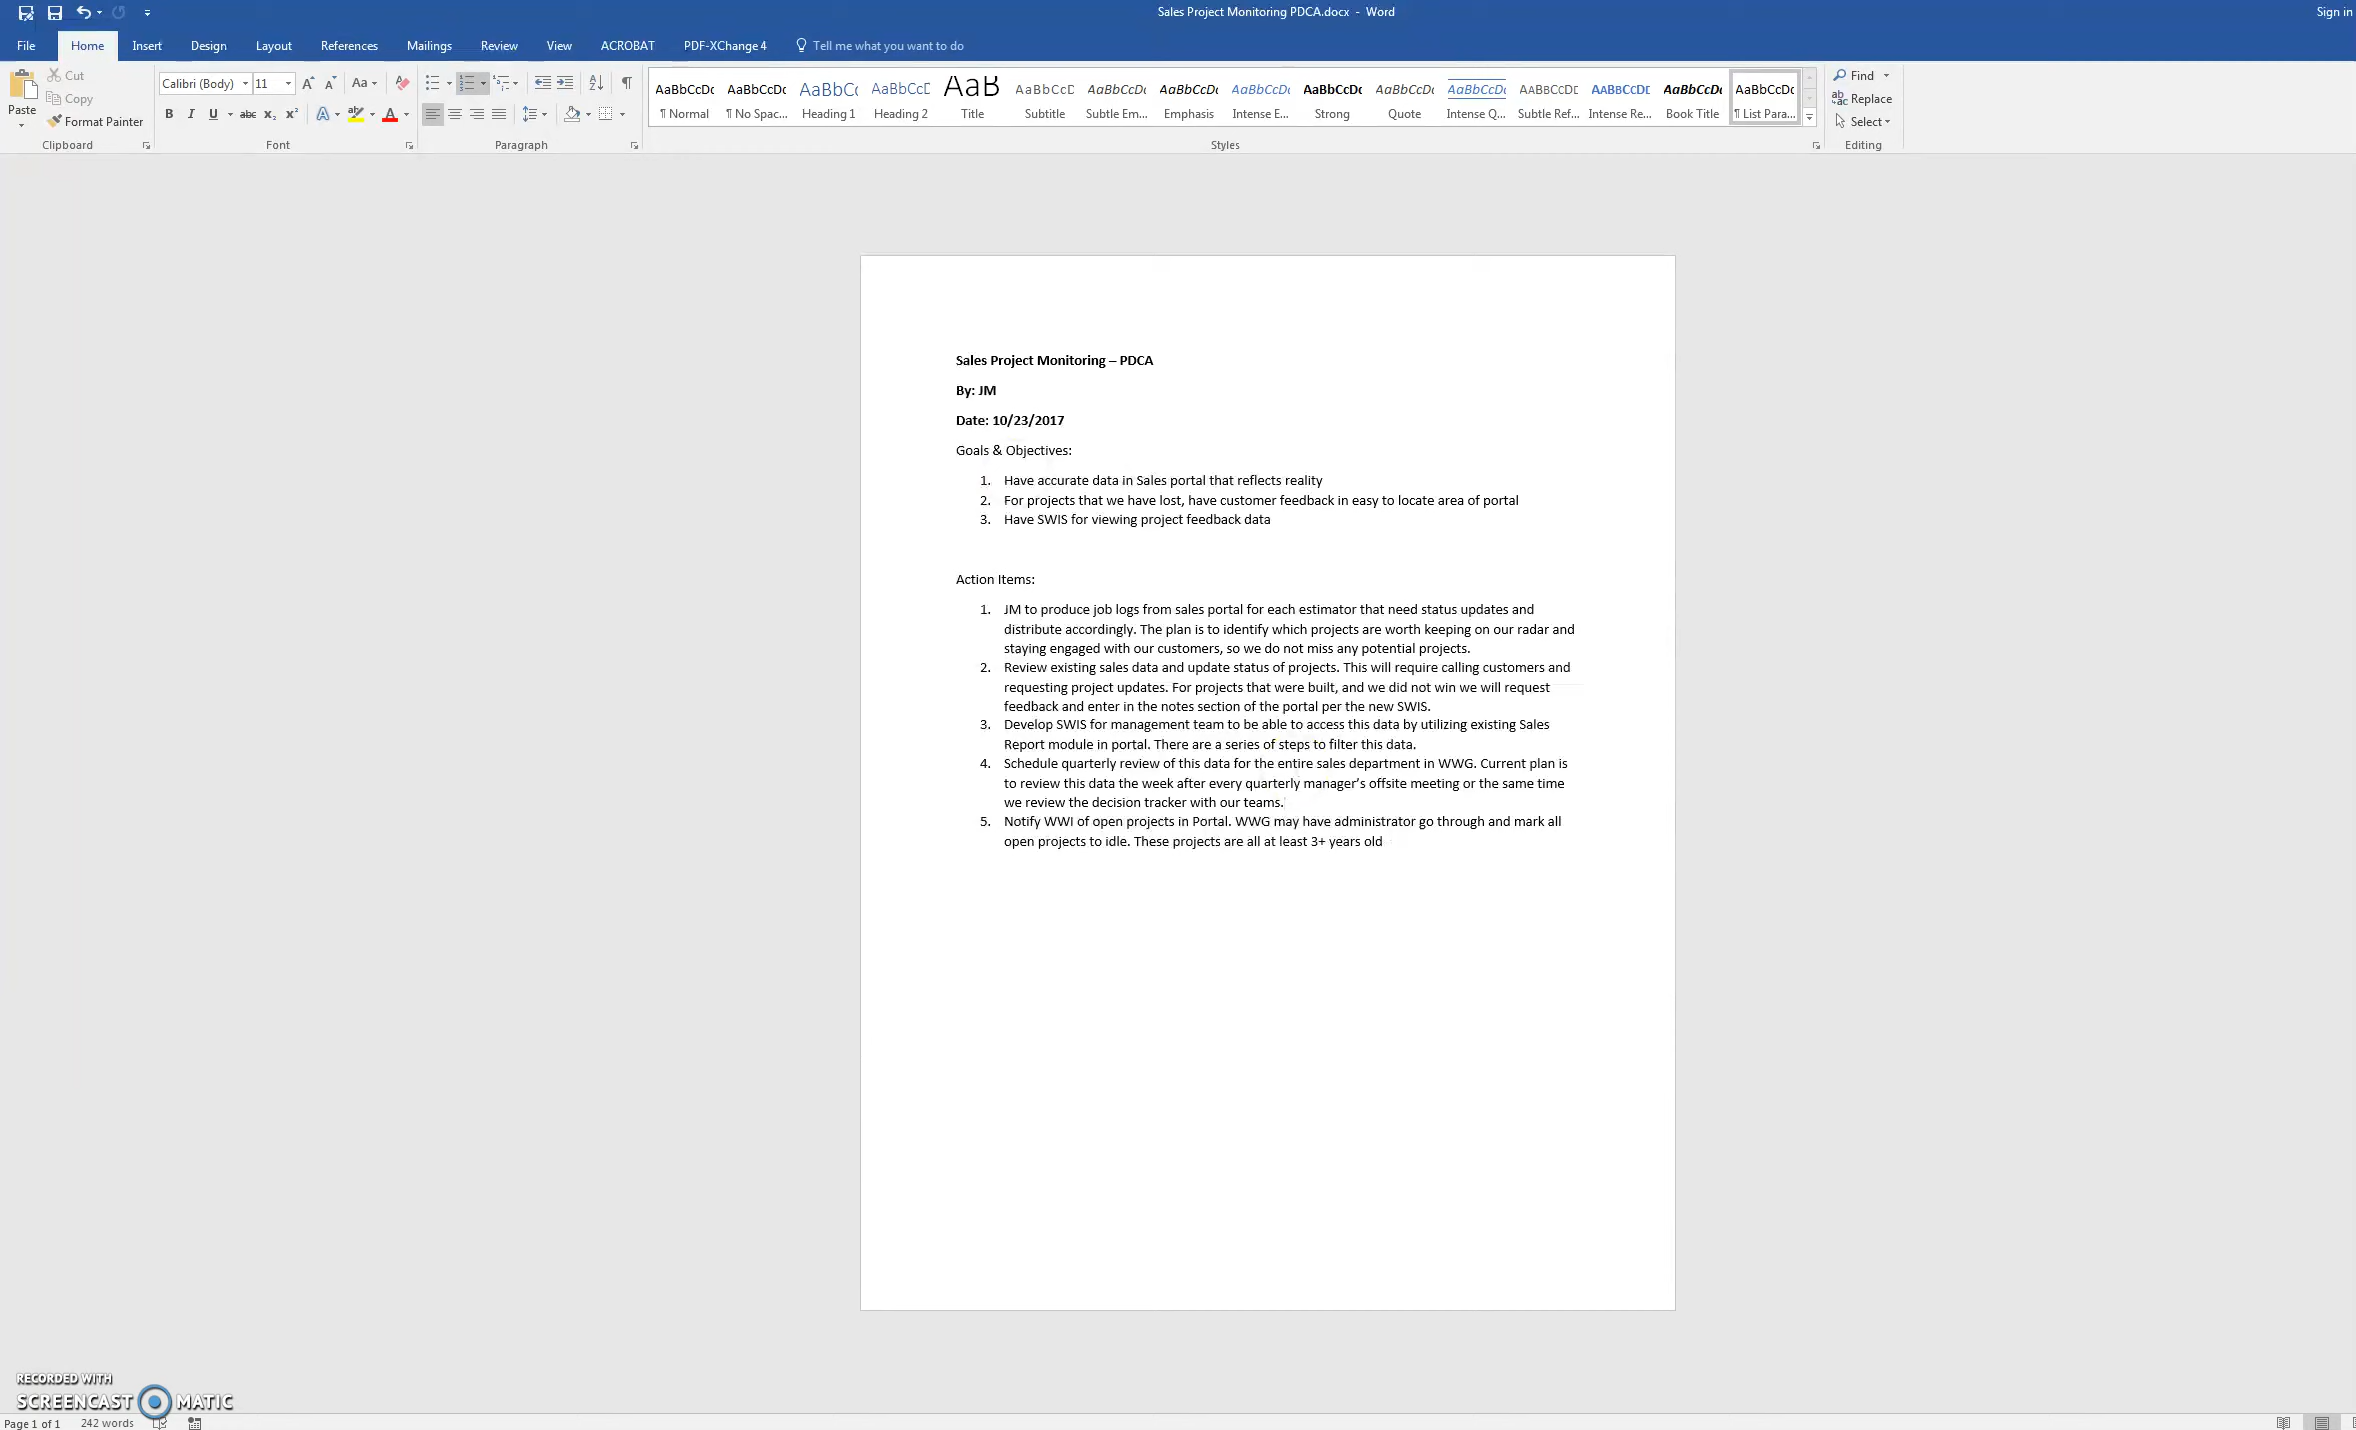 Sales Project Monitoring PDCA.docx - Word
Sign in
File Home Insert Design Layout References Mailings Review View ACROBAT PDF-XChange 4 Tell me what you want to do
Paste
Cut
Copy
Format Painter
Clipboard
Calibri (Body) 11
Font
Paragraph
AaBbCcDc AaBbCcDc AaBbCc AaBbCcD AaB AaBbCcD AaBbCcDc AaBbCcDc AaBbCcDc AaBbCcDc AaBbCcDc AaBbCcDc AaBbCcDd AaBbCcDd AaBbCcDc AaBbCcDc
¶ Normal ¶ No Spac... Heading 1 Heading 2 Title Subtitle Subtle Em... Emphasis Intense E... Strong Quote Intense Q... Subtle Ref... Intense Re... Book Title ¶ List Para...
Styles
Find
Replace
Select
Editing
Sales Project Monitoring – PDCA
By: JM
Date: 10/23/2017
Goals & Objectives:
1. Have accurate data in Sales portal that reflects reality
2. For projects that we have lost, have customer feedback in easy to locate area of portal
3. Have SWIS for viewing project feedback data
Action Items:
1. JM to produce job logs from sales portal for each estimator that need status updates and
distribute accordingly. The plan is to identify which projects are worth keeping on our radar and
staying engaged with our customers, so we do not miss any potential projects.
2. Review existing sales data and update status of projects. This will require calling customers and
requesting project updates. For projects that were built, and we did not win we will request
feedback and enter in the notes section of the portal per the new SWIS.
3. Develop SWIS for management team to be able to access this data by utilizing existing Sales
Report module in portal. There are a series of steps to filter this data.
4. Schedule quarterly review of this data for the entire sales department in WWG. Current plan is
to review this data the week after every quarterly manager’s offsite meeting or the same time
we review the decision tracker with our teams.
5. Notify WWI of open projects in Portal. WWG may have administrator go through and mark all
open projects to idle. These projects are all at least 3+ years old
RECORDED WITH
SCREENCAST MATIC
Page 1 of 1 242 words